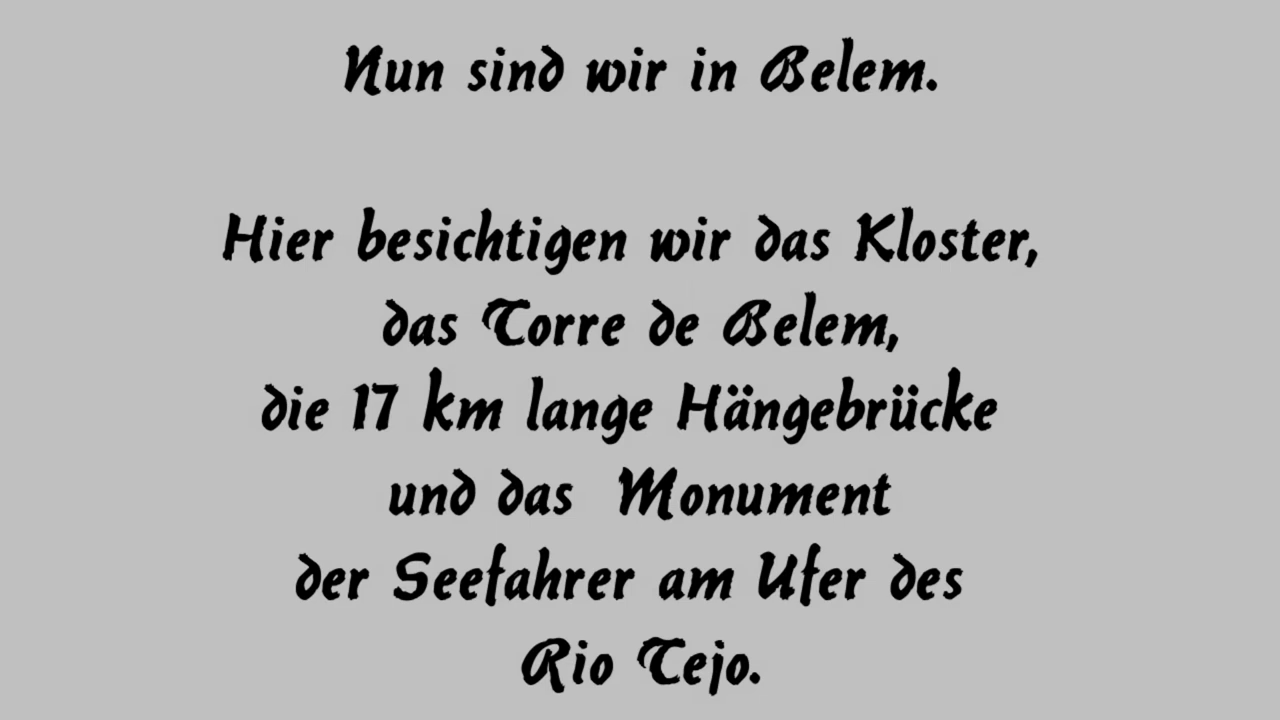 Nun sind wir in Belem.
Hier besichtigen wir das Kloster,
das Torre de Belem,
die 17 km lange Hängebrücke
und das Monument
der Seefahrer am Ufer des
Rio Tejo.